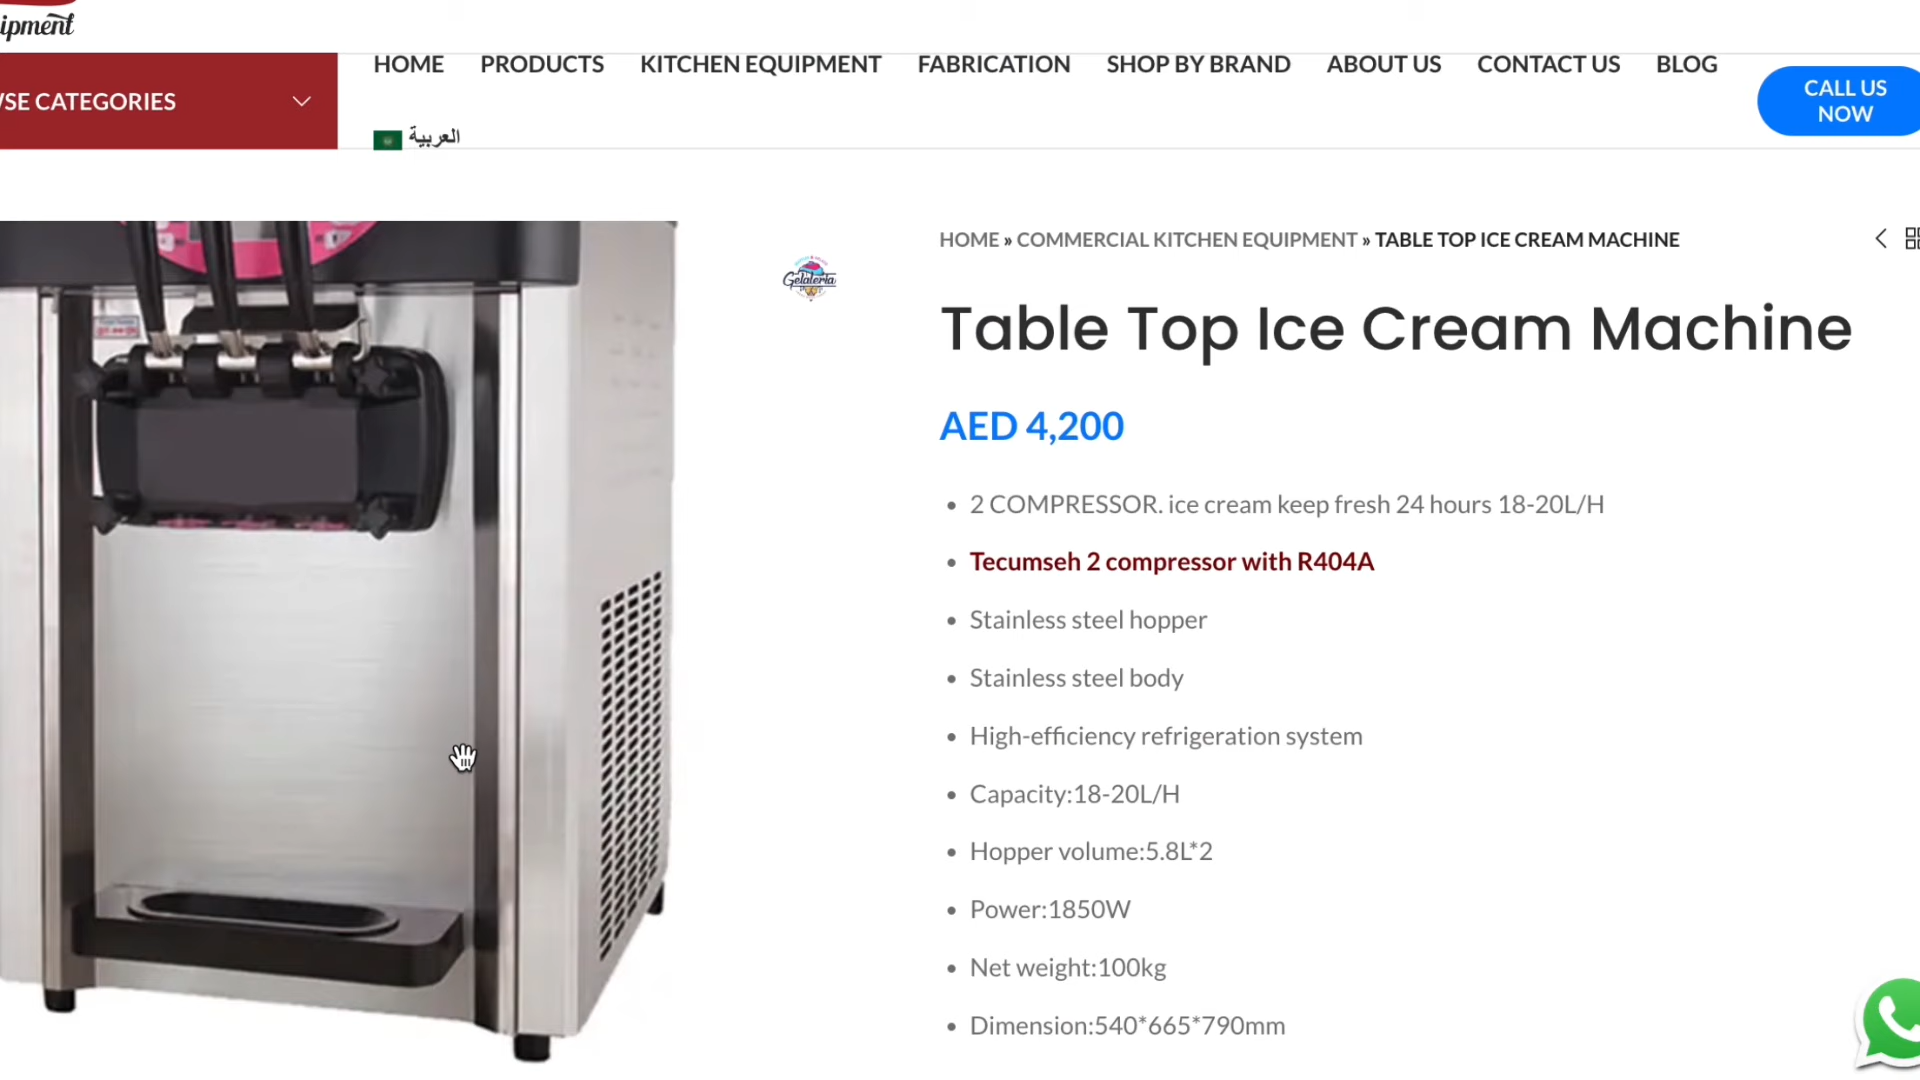 ipment
HOME PRODUCTS KITCHEN EQUIPMENT FABRICATION SHOP BY BRAND ABOUT US CONTACT US BLOG
SE CATEGORIES
CALL US
NOW
العربية
Gelateria
HOME » COMMERCIAL KITCHEN EQUIPMENT » TABLE TOP ICE CREAM MACHINE
Table Top Ice Cream Machine
AED 4,200
• 2 COMPRESSOR. ice cream keep fresh 24 hours 18-20L/H
• Tecumseh 2 compressor with R404A
• Stainless steel hopper
• Stainless steel body
• High-efficiency refrigeration system
• Capacity:18-20L/H
• Hopper volume:5.8L*2
• Power:1850W
• Net weight:100kg
• Dimension:540*665*790mm